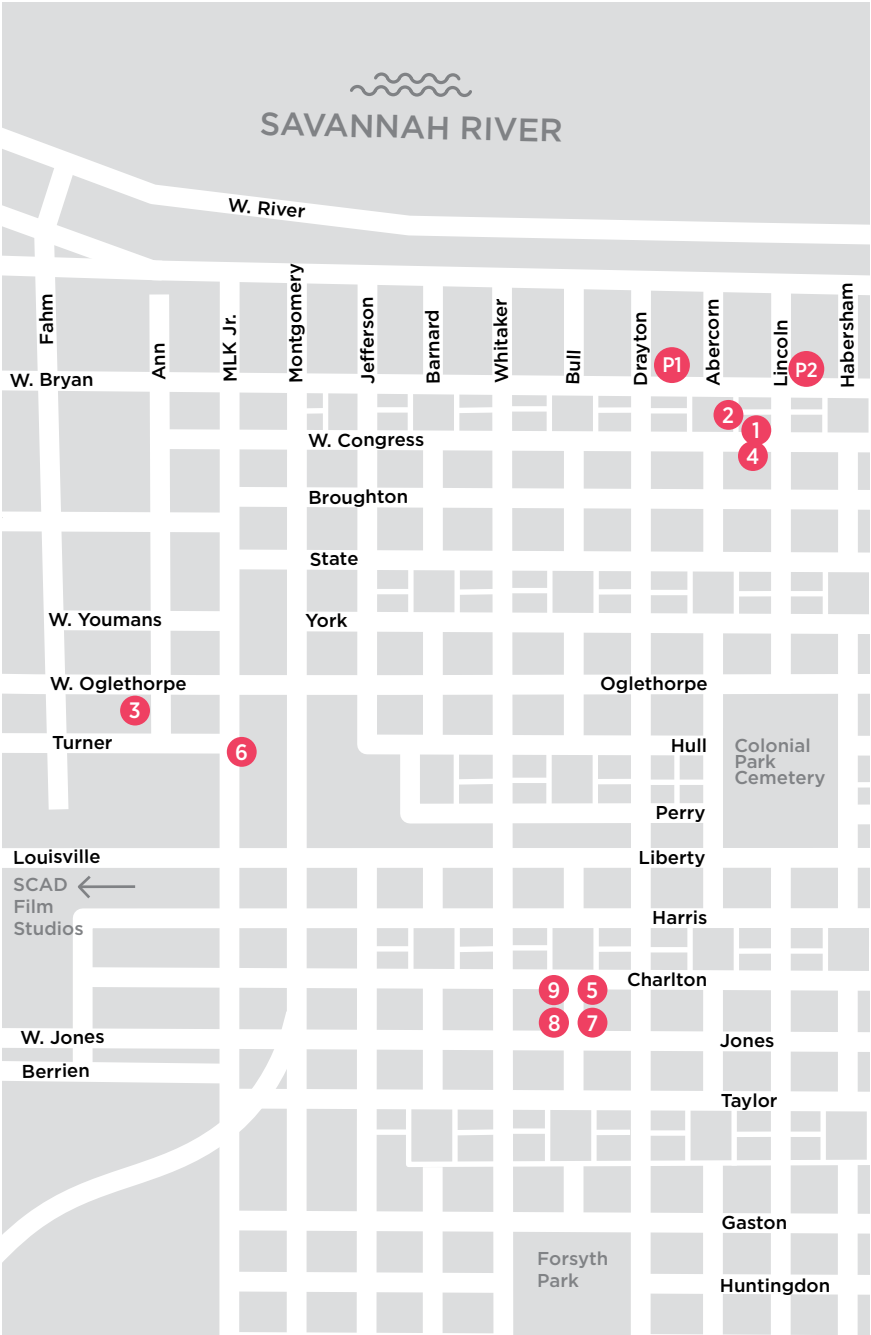 SAVANNAH RIVER
W. River
Fahm
Ann
MLK Jr.
Montgomery
Jefferson
Barnard
Whitaker
Bull
Drayton
P1
Abercorn
Lincoln
P2
Habersham
W. Bryan
2
1
W. Congress
4
Broughton
State
W. Youmans
York
W. Oglethorpe
Oglethorpe
3
Turner
6
Hull
Colonial
Park
Cemetery
Perry
Louisville
Liberty
SCAD
Film
Studios
Harris
Charlton
9
5
8
7
W. Jones
Jones
Berrien
Taylor
Gaston
Forsyth
Park
Huntingdon